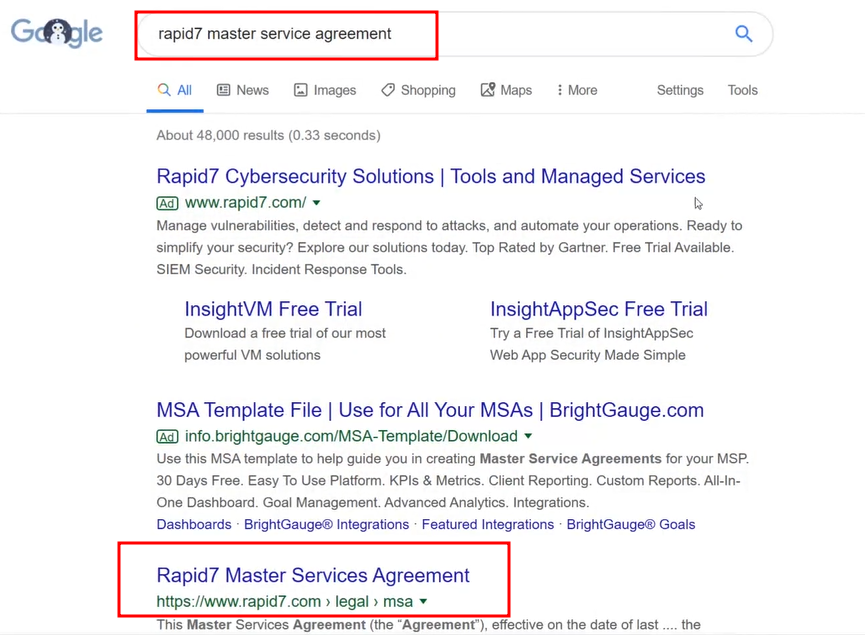 Google
rapid7 master service agreement
All News Images Shopping Maps More Settings Tools
About 48,000 results (0.33 seconds)
Rapid7 Cybersecurity Solutions | Tools and Managed Services
Ad www.rapid7.com/
Manage vulnerabilities, detect and respond to attacks, and automate your operations. Ready to
simplify your security? Explore our solutions today. Top Rated by Gartner. Free Trial Available.
SIEM Security. Incident Response Tools.
InsightVM Free Trial
Download a free trial of our most
powerful VM solutions
InsightAppSec Free Trial
Try a Free Trial of InsightAppSec
Web App Security Made Simple
MSA Template File | Use for All Your MSAs | BrightGauge.com
Ad info.brightgauge.com/MSA-Template/Download
Use this MSA template to help guide you in creating Master Service Agreements for your MSP.
30 Days Free. Easy To Use Platform. KPIs & Metrics. Client Reporting. Custom Reports. All-In-
One Dashboard. Goal Management. Advanced Analytics. Integrations.
Dashboards · BrightGauge® Integrations · Featured Integrations · BrightGauge® Goals
Rapid7 Master Services Agreement
https://www.rapid7.com › legal › msa
This Master Services Agreement (the “Agreement”), effective on the date of last .... the